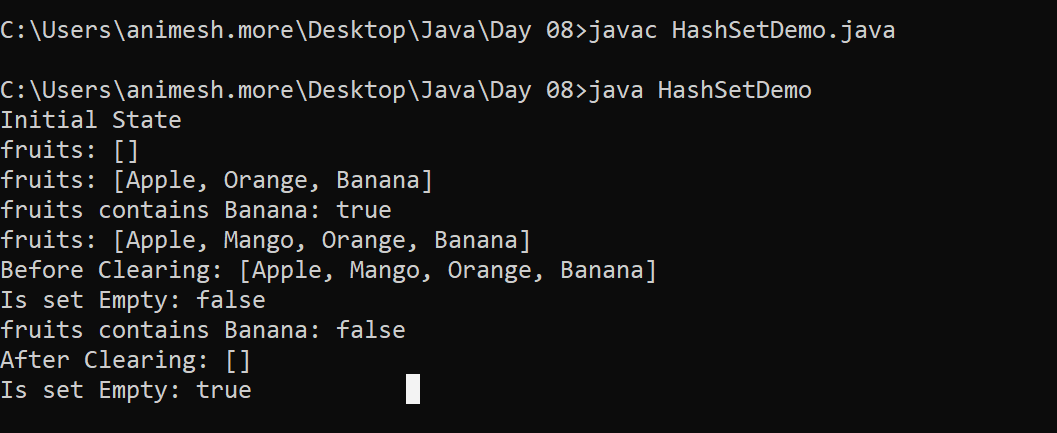 C:\Users\animesh.more\Desktop\Java\Day 08>javac HashSetDemo.java
C:\Users\animesh.more\Desktop\Java\Day 08>java HashSetDemo
Initial State
fruits: []
fruits: [Apple, Orange, Banana]
fruits contains Banana: true
fruits: [Apple, Mango, Orange, Banana]
Before Clearing: [Apple, Mango, Orange, Banana]
Is set Empty: false
fruits contains Banana: false
After Clearing: []
Is set Empty: true